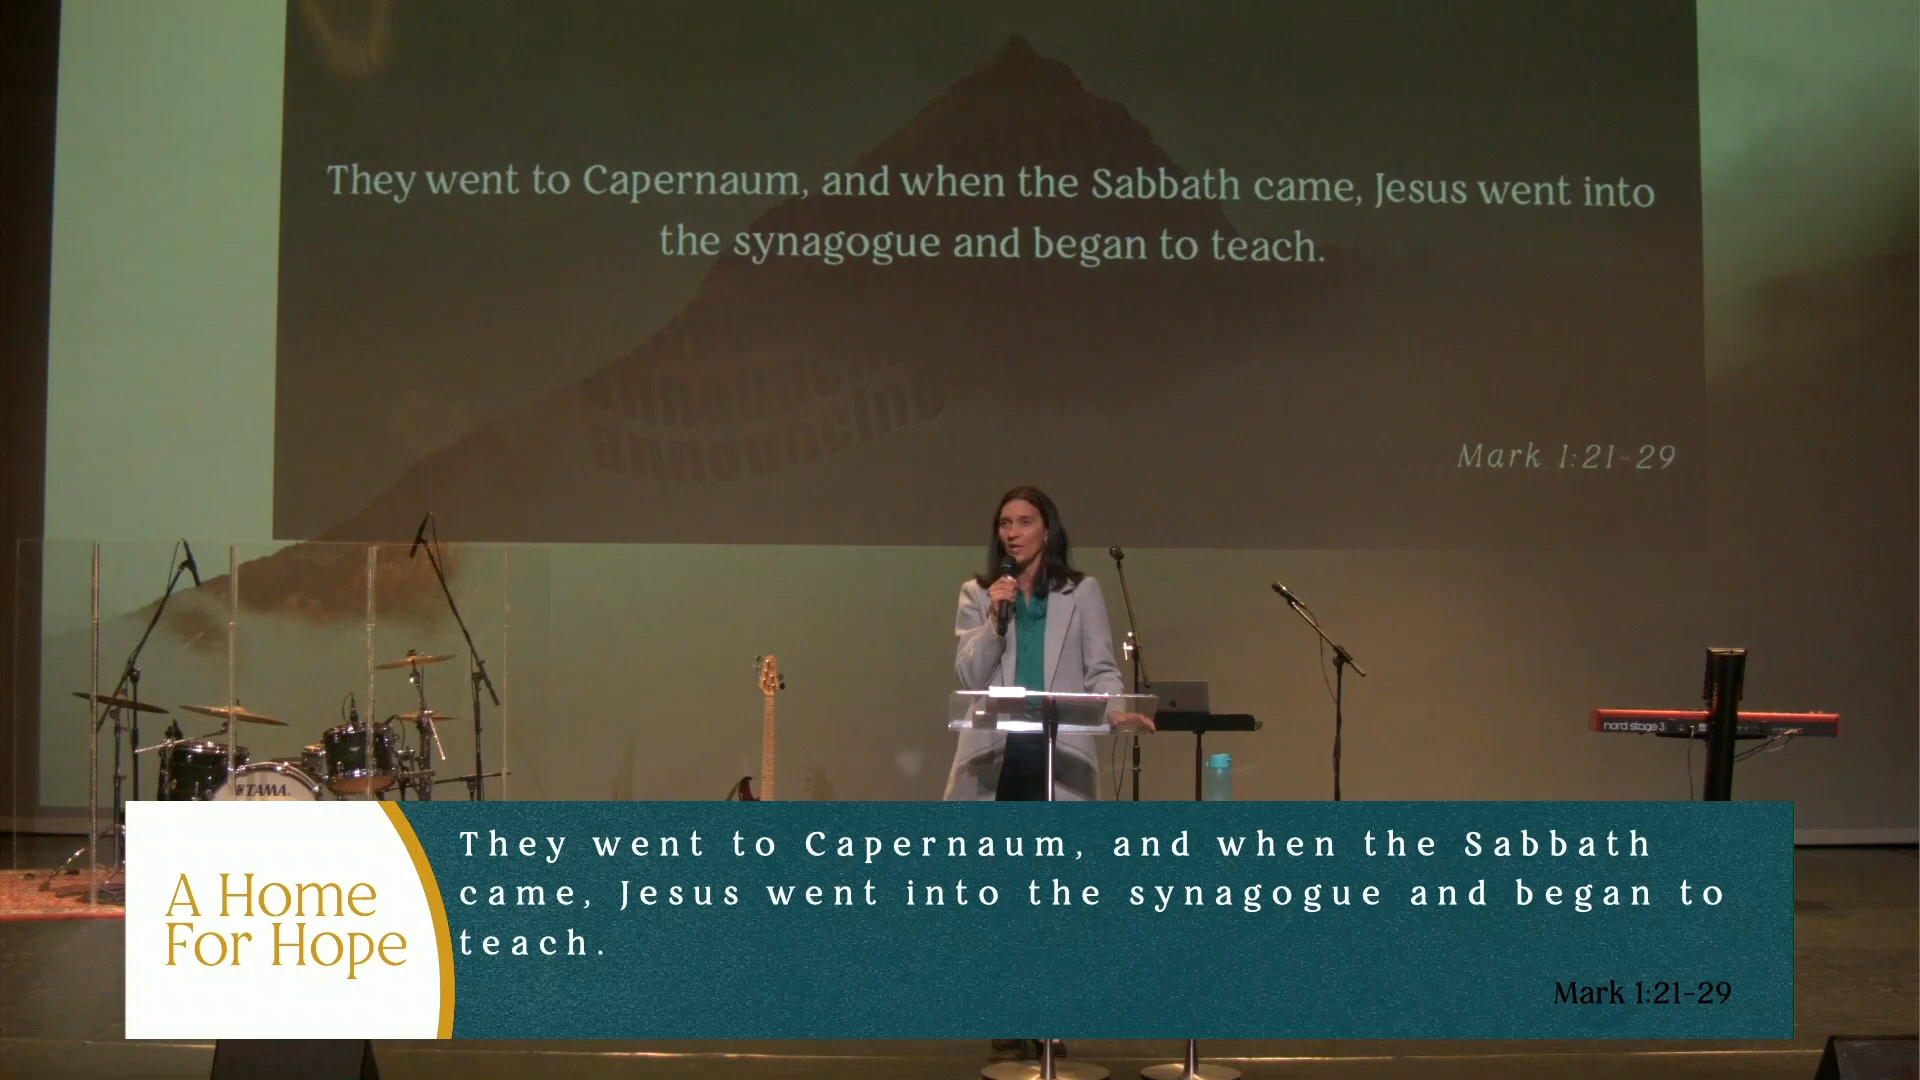 They went to Capernaum, and when the Sabbath came, Jesus went into
the synagogue and began to teach.
announcing
Mark 1:21-29
nord stage 3
TAMA
A Home
For Hope
They went to Capernaum, and when the Sabbath
came, Jesus went into the synagogue and began to
teach.
Mark 1:21-29